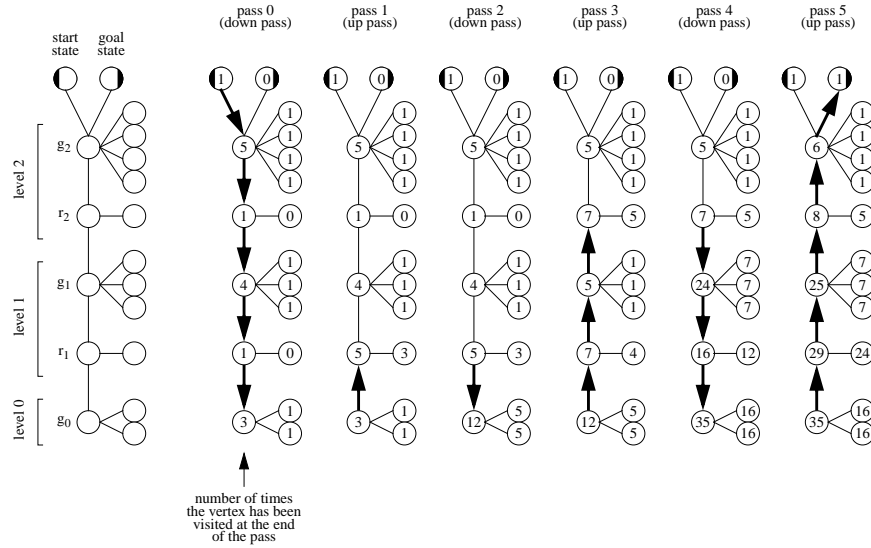 pass 0 pass 1 pass 2 pass 3 pass 4 pass 5
(down pass) (up pass) (down pass) (up pass) (down pass) (up pass)
start goal
state state
1 0 1 0 1 0 1 0 1 0 1 1
1 1 1 1 1 1
1 1 1 1 1 1
g2 5 5 5 5 5 6
1 1 1 1 1 1
1 1 1 1 1 1
level 2
r2 1 0 1 0 1 0 7 5 7 5 8 5
1 1 1 1 7 7
g1 4 1 4 1 4 1 5 1 24 7 25 7
1 1 1 1 7 7
level 1
r1 1 0 5 3 5 3 7 4 16 12 29 24
1 1 5 5 16 16
level 0
g0 3 3 12 12 35 35
1 1 5 5 16 16
number of times
the vertex has been
visited at the end
of the pass